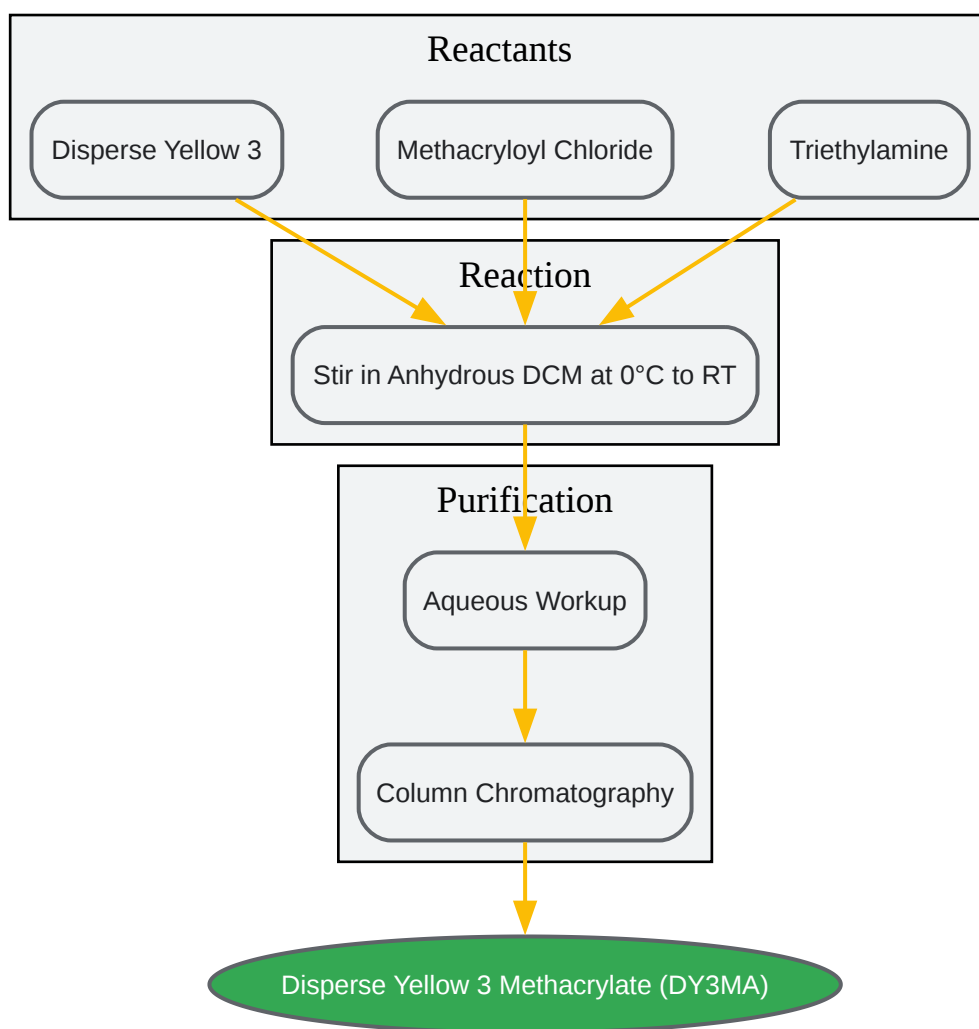 Reactants
Disperse Yellow 3
Methacryloyl Chloride
Triethylamine
Reaction
Stir in Anhydrous DCM at 0°C to RT
Purification
Aqueous Workup
Column Chromatography
Disperse Yellow 3 Methacrylate (DY3MA)